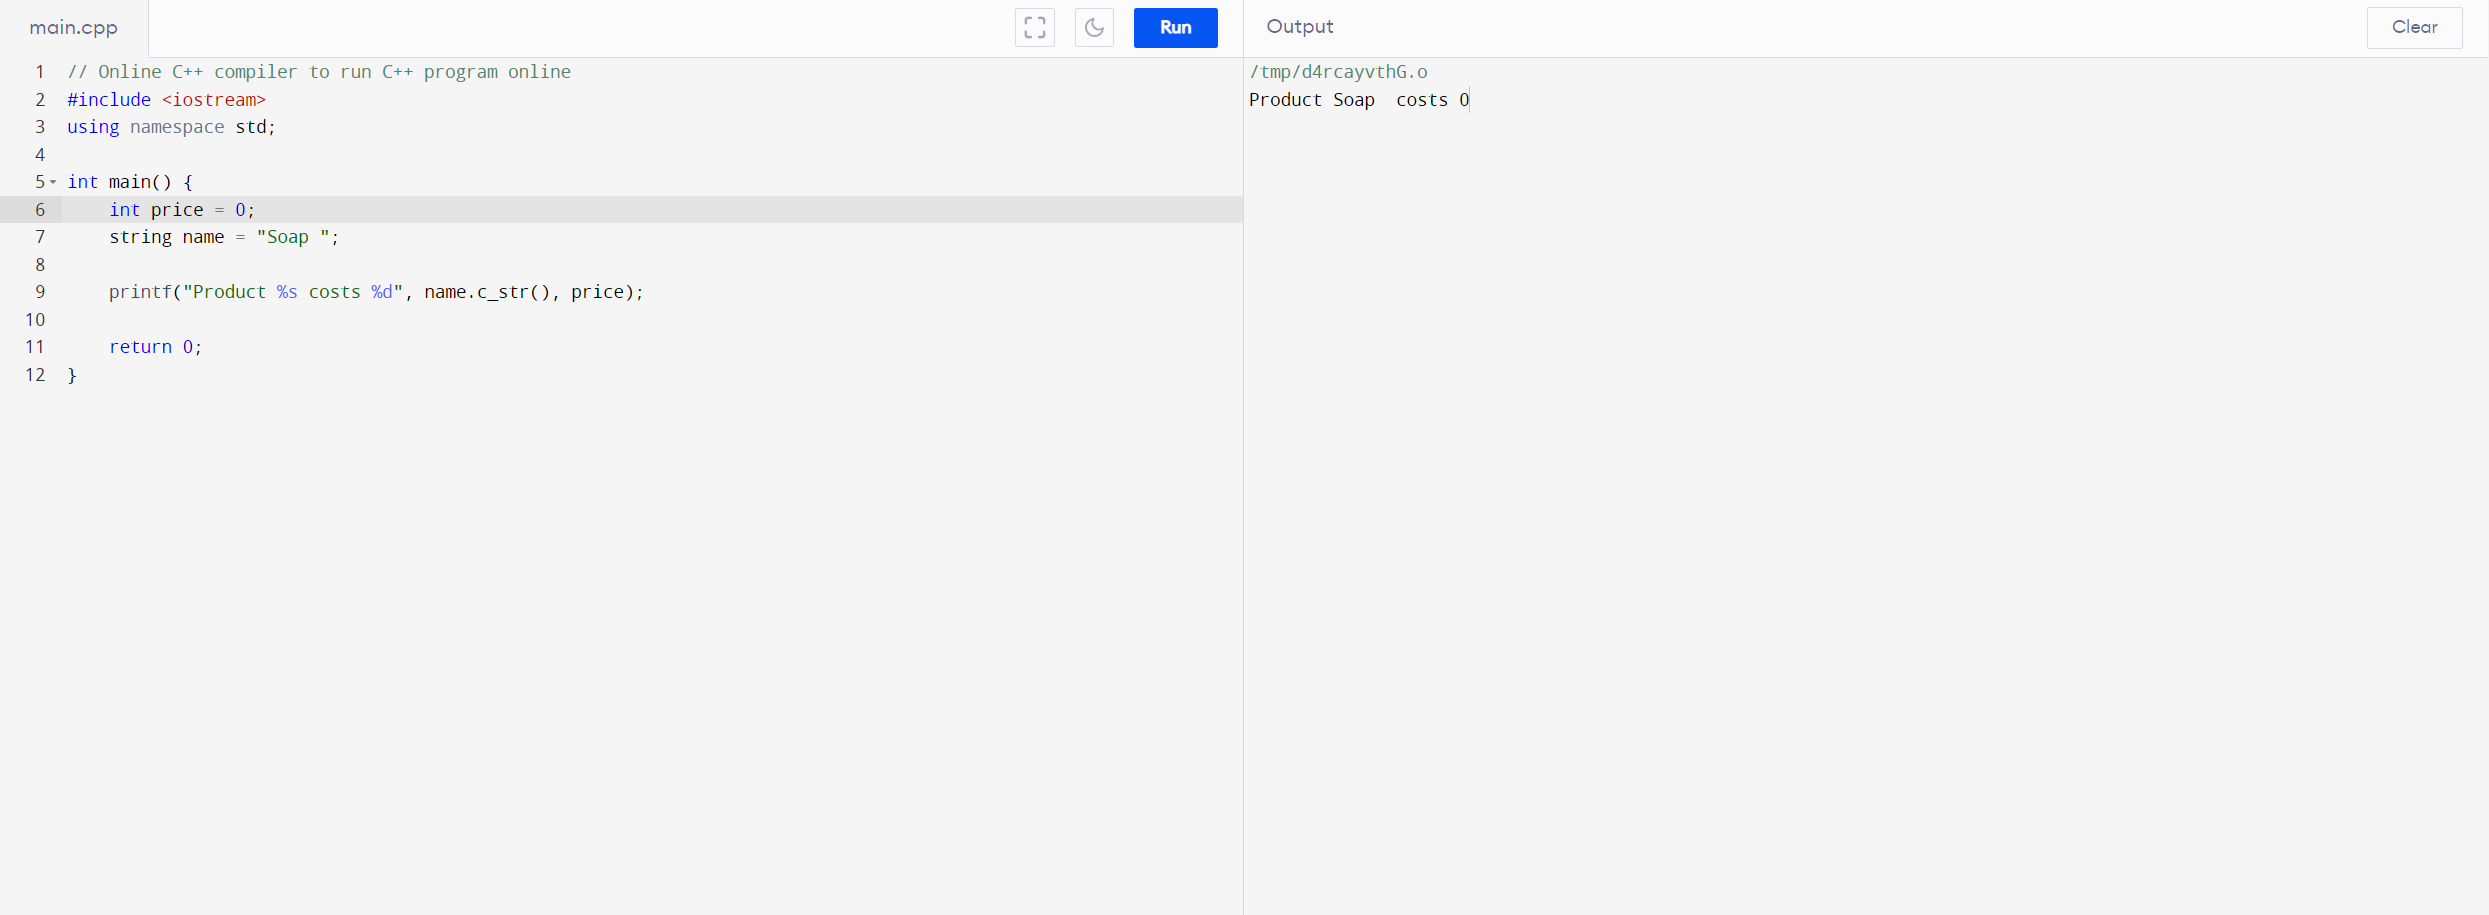 main.cpp
Run
1 // Online C++ compiler to run C++ program online
2 #include <iostream>
3 using namespace std;
4
5 int main() {
6     int price = 0;
7     string name = "Soap ";
8
9     printf("Product %s costs %d", name.c_str(), price);
10
11     return 0;
12 }
Output
Clear
/tmp/d4rcayvthG.o
Product Soap  costs 0